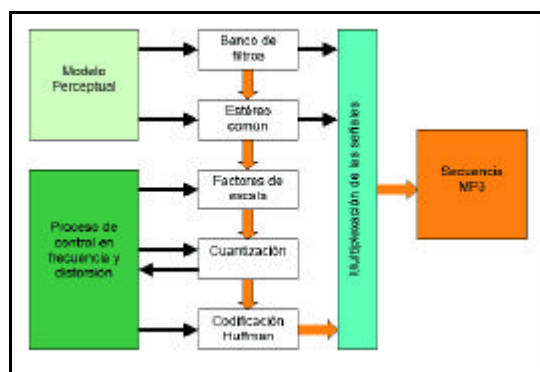 Modelo
Perceptual
Banco de
filtros
Estéreo
común
Factores de
escala
Proceso de
control en
frecuencia y
distorsión
Cuantización
Codificación
Huffman
Multiplexación de las señales
Secuencia
MP3